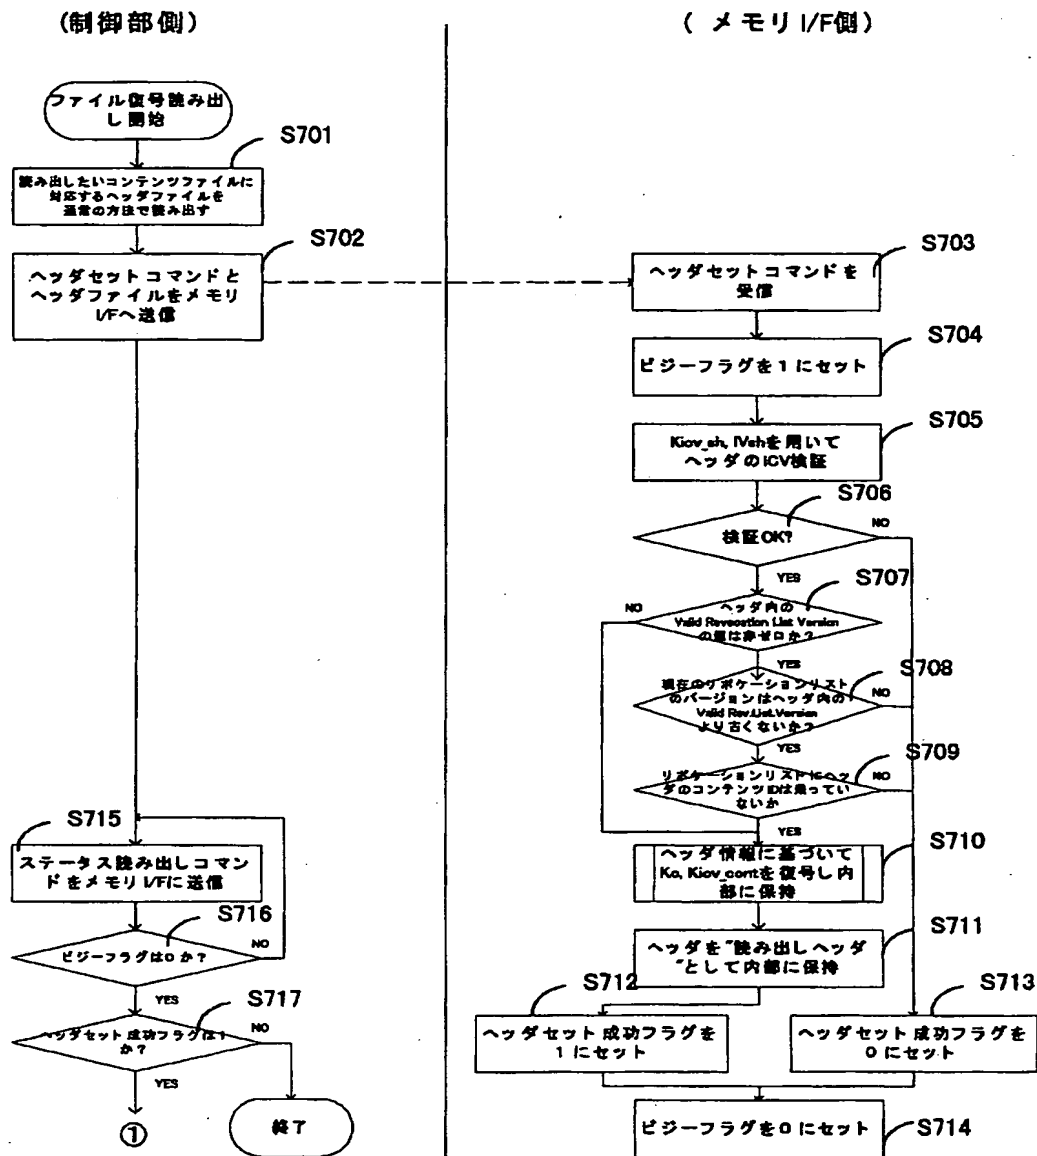 (制御部側)
( メモリ I/F側)
ファイル復号読み出
し 開始
S701
読み出したいコンテンツファイルに
対応するヘッダファイルを
通常の方法で読み出す
S702
ヘッダセット コマンド と
ヘッダファイルをメモリ
I/Fへ送信
S703
ヘッダセット コマンド を
受信
S704
ビジーフラグを 1 にセット
S705
Kicv_sh, IVshを用いて
ヘッダのICV検証
S706
検証OK?
NO
YES
S707
ヘッダ内の
Valid Revocation List Version
の値は非ゼロか?
NO
YES
S708
現在のリボケーションリスト
のバージョンはヘッダ内の
Valid Rev.List.Version
より古くないか?
NO
YES
S709
リボケーションリスト にヘッ
ダのコンテンツIDは乗ってい
ないか
NO
YES
S710
ヘッダ情報に基づいて
Kc, Kicv_contを復号し内
部に保持
S711
ヘッダを"読み出しヘッダ
"として内部に保持
S712
ヘッダセット 成功フラグを
1 にセット
S713
ヘッダセット 成功フラグを
0 にセット
S714
ビジーフラグを0 にセット
S715
ステータス読み出しコマン
ドをメモリ I/Fに送信
S716
ビジーフラグは0 か?
NO
YES
S717
ヘッダセット 成功フラグは1
か?
NO
YES
①
終了